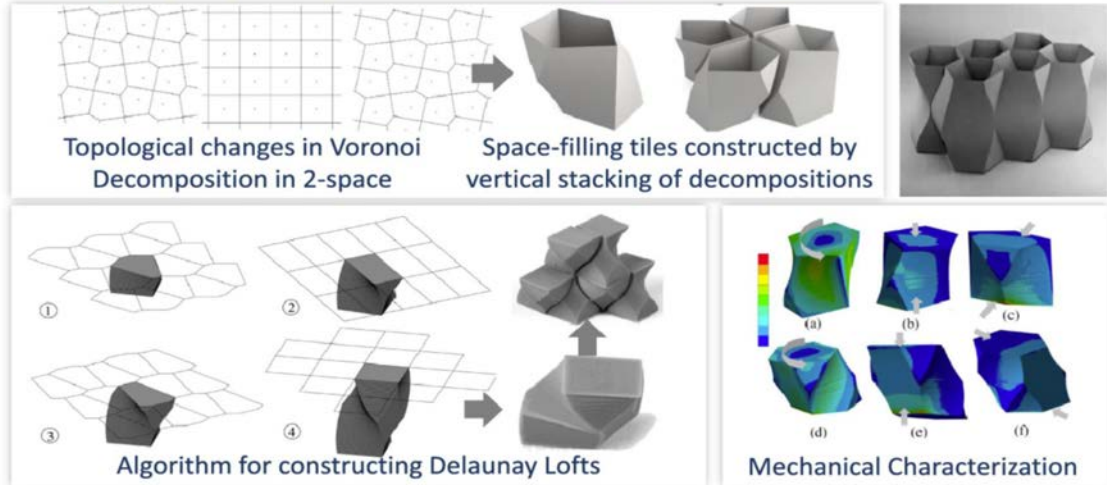 Topological changes in Voronoi
Decomposition in 2-space
Space-filling tiles constructed by
vertical stacking of decompositions
①
②
③
④
Algorithm for constructing Delaunay Lofts
(a)
(b)
(c)
(d)
(e)
(f)
Mechanical Characterization